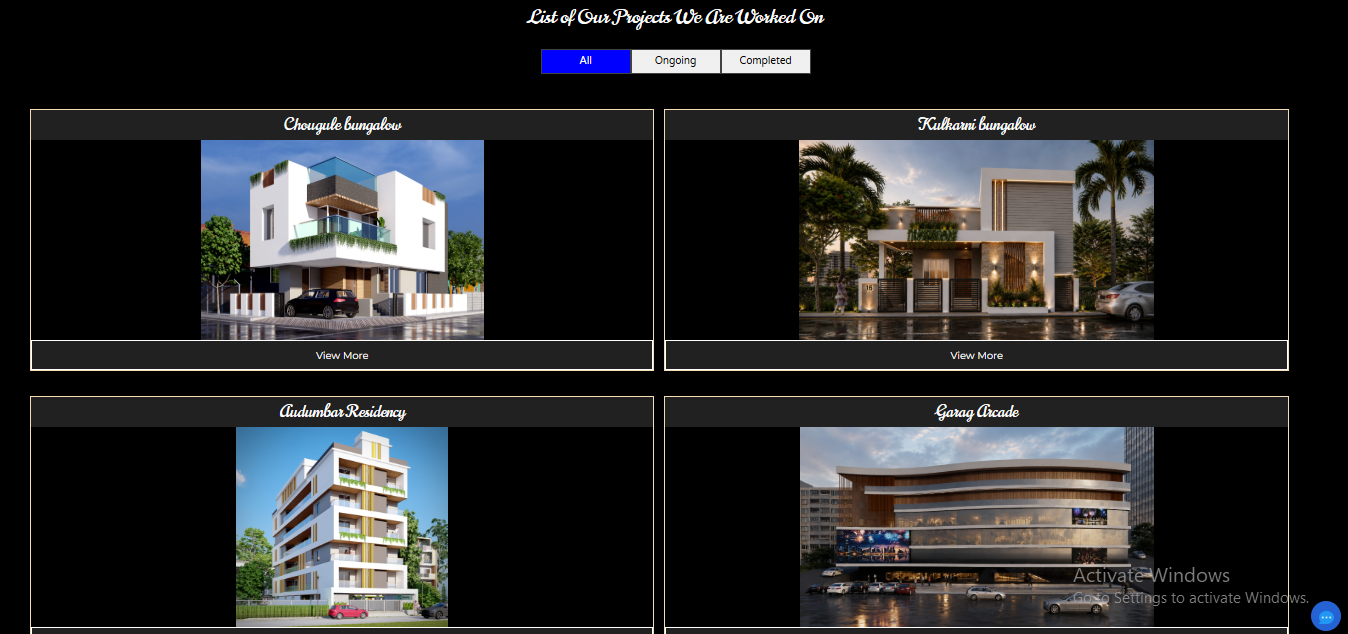 List of Our Projects We Are Worked On
All Ongoing Completed
Chougule bungalow Kulkarni bungalow
View More View More
Audumbar Residency Garag Arcade
Activate Windows
Go to Settings to activate Windows.